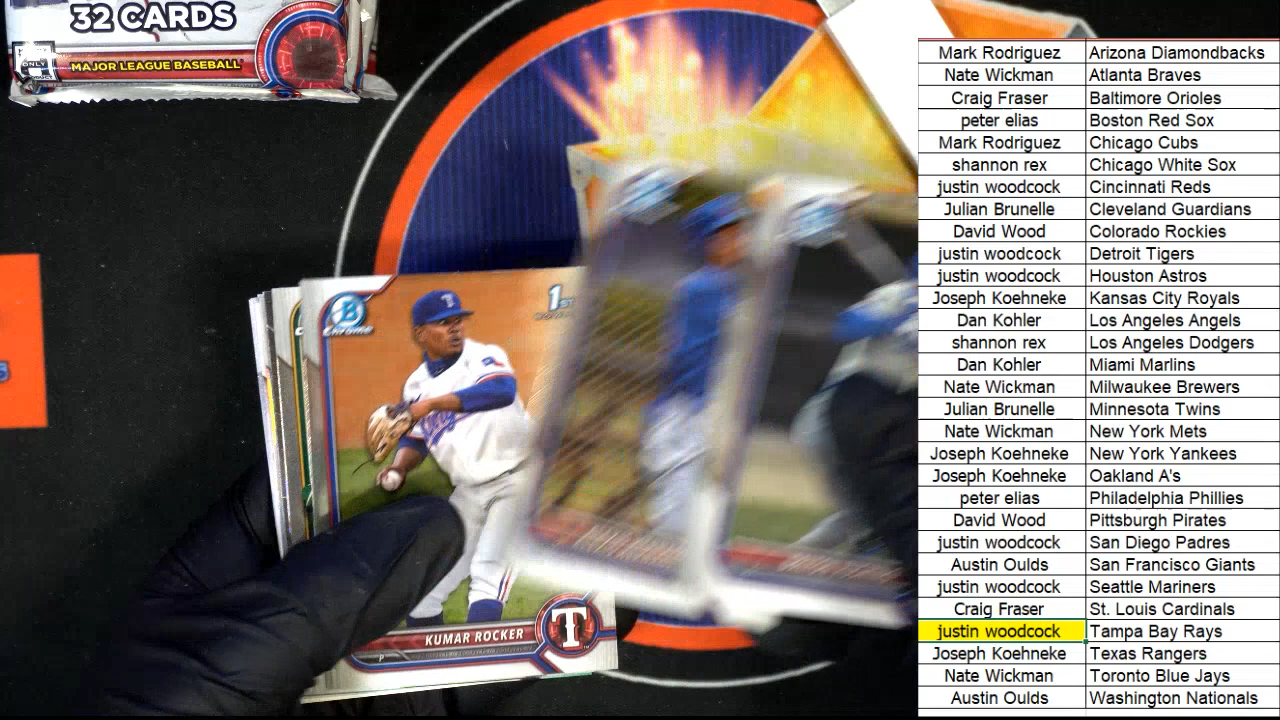 32 CARDS
ONLY
MAJOR LEAGUE BASEBALL
B
Chrome
1ST
T
T
KUMAR ROCKER
P
Mark Rodriguez Arizona Diamondbacks
Nate Wickman Atlanta Braves
Craig Fraser Baltimore Orioles
peter elias Boston Red Sox
Mark Rodriguez Chicago Cubs
shannon rex Chicago White Sox
justin woodcock Cincinnati Reds
Julian Brunelle Cleveland Guardians
David Wood Colorado Rockies
justin woodcock Detroit Tigers
justin woodcock Houston Astros
Joseph Koehneke Kansas City Royals
Dan Kohler Los Angeles Angels
shannon rex Los Angeles Dodgers
Dan Kohler Miami Marlins
Nate Wickman Milwaukee Brewers
Julian Brunelle Minnesota Twins
Nate Wickman New York Mets
Joseph Koehneke New York Yankees
Joseph Koehneke Oakland A's
peter elias Philadelphia Phillies
David Wood Pittsburgh Pirates
justin woodcock San Diego Padres
Austin Oulds San Francisco Giants
justin woodcock Seattle Mariners
Craig Fraser St. Louis Cardinals
justin woodcock Tampa Bay Rays
Joseph Koehneke Texas Rangers
Nate Wickman Toronto Blue Jays
Austin Oulds Washington Nationals